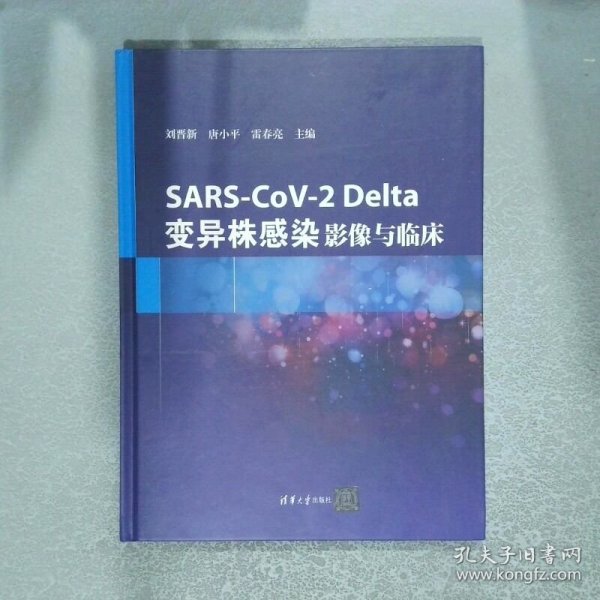 刘晋新 唐小平 雷春亮 主编
SARS-CoV-2 Delta
变异株感染影像与临床
清华大学出版社
孔夫子旧书网
www.kongfz.com